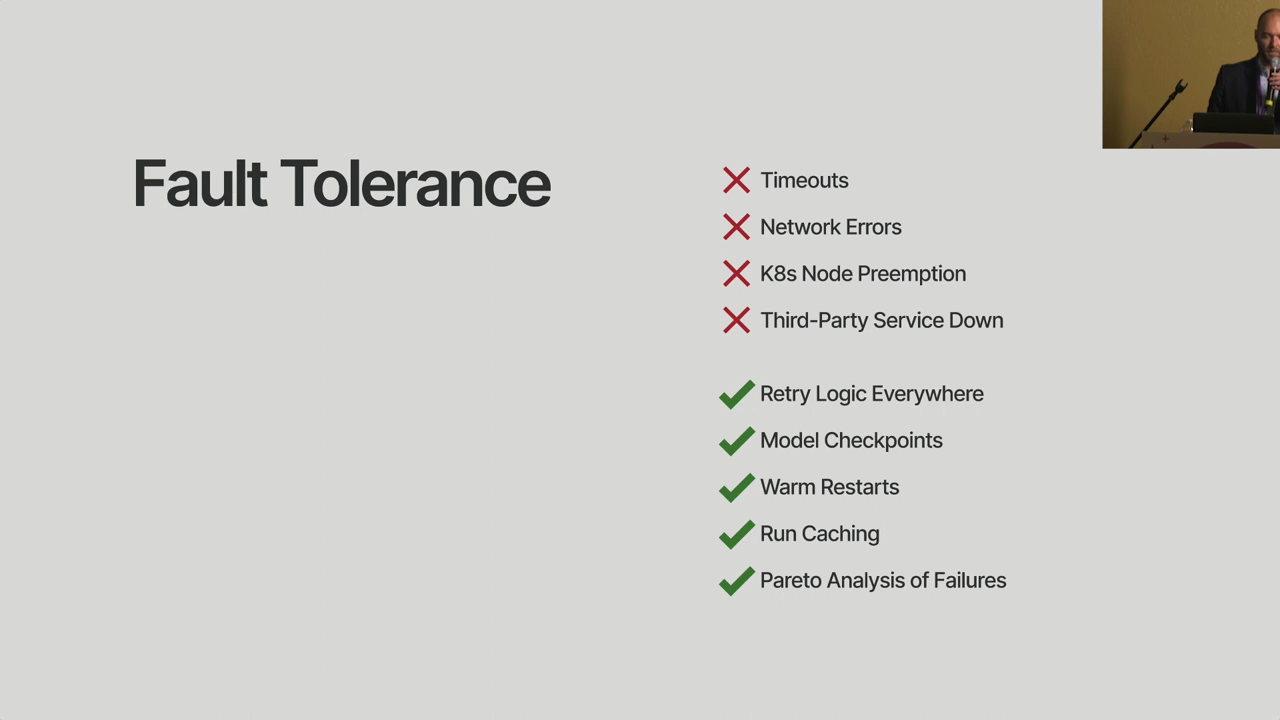 Fault Tolerance
Timeouts
Network Errors
K8s Node Preemption
Third-Party Service Down
Retry Logic Everywhere
Model Checkpoints
Warm Restarts
Run Caching
Pareto Analysis of Failures